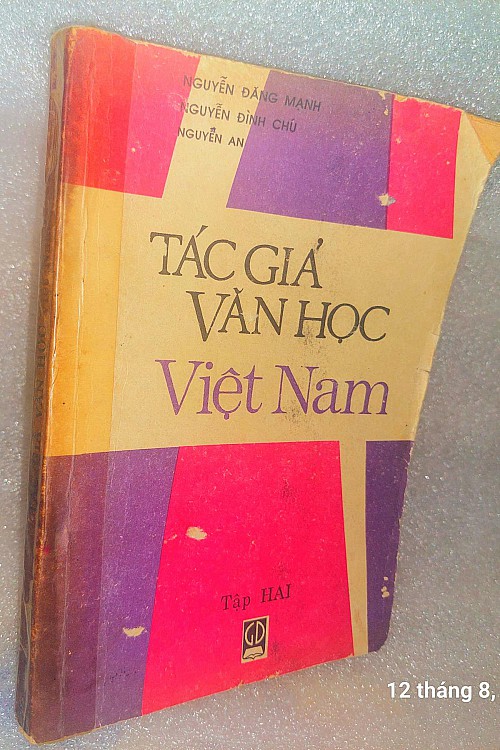 NGUYỄN ĐĂNG MẠNH
NGUYỄN ĐÌNH CHÚ
NGUYỄN AN
TÁC GIẢ
VĂN HỌC
Việt Nam
Tập HAI
GD
12 tháng 8,